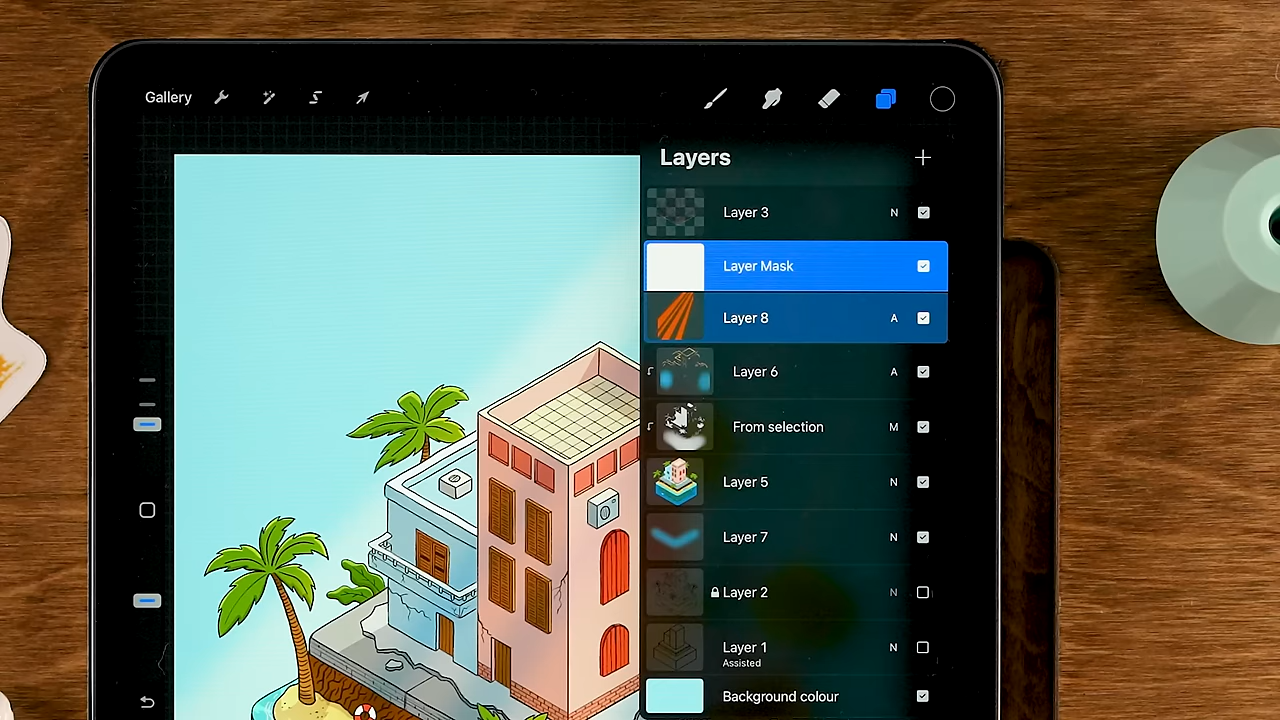 Gallery
Layers
Layer 3 N
Layer Mask
Layer 8 A
Layer 6 A
From selection M
Layer 5 N
Layer 7 N
Layer 2 N
Layer 1 N
Assisted
Background colour